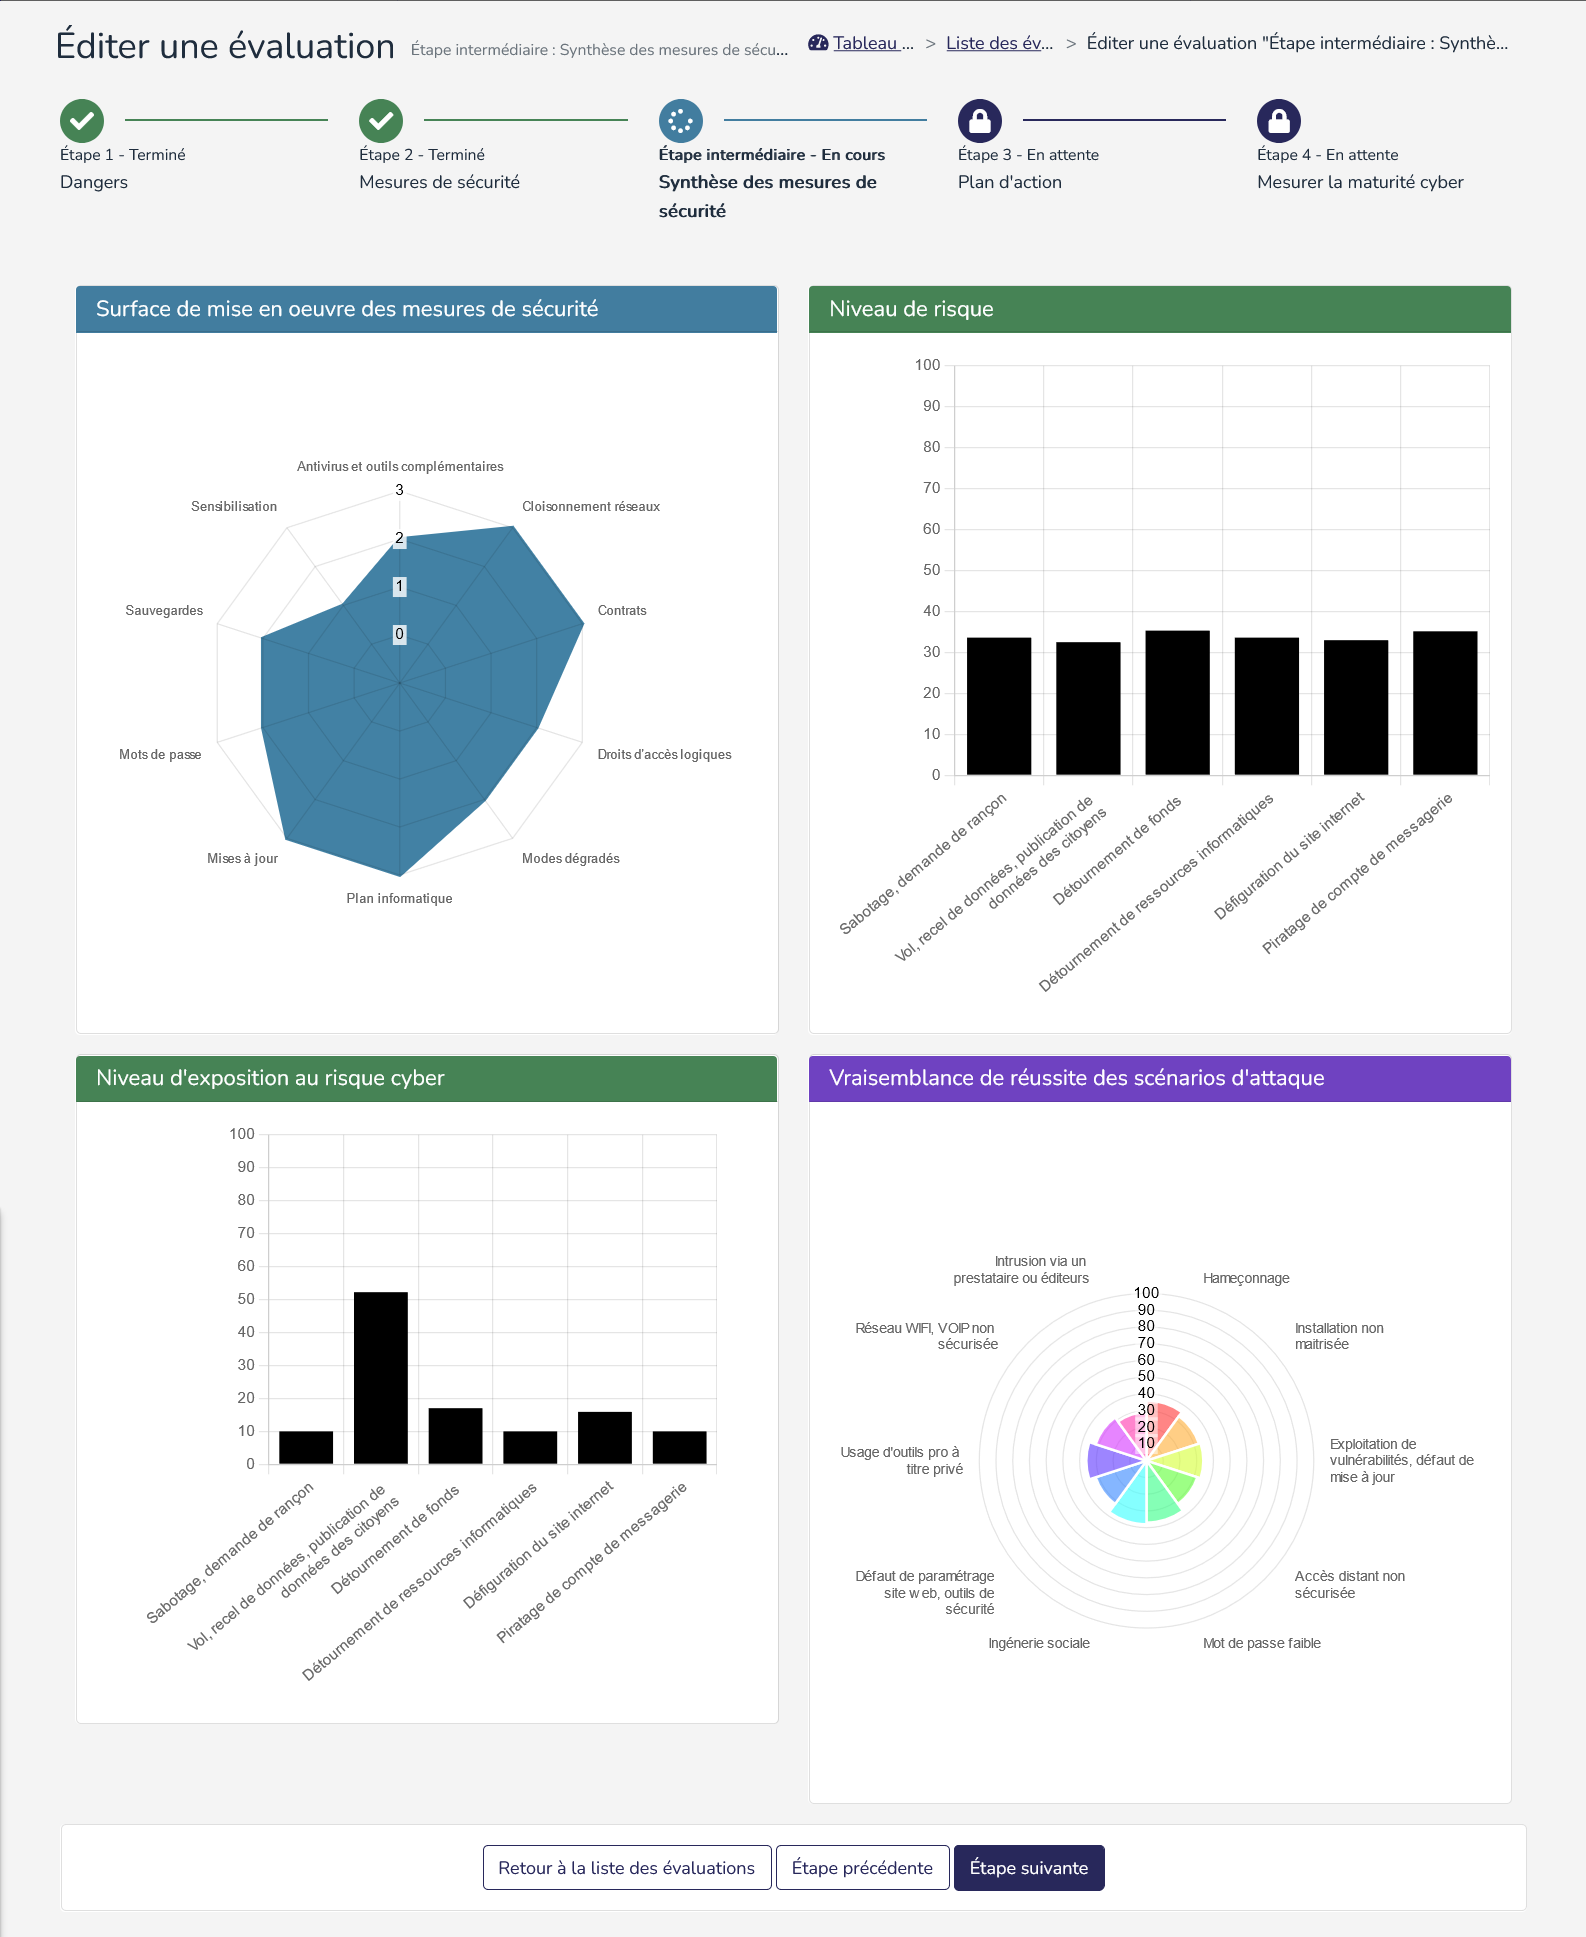 Éditer une évaluation
Étape intermédiaire : Synthèse des mesures de sécu...
Tableau ... > Liste des év... > Éditer une évaluation "Étape intermédiaire : Synthè...
Étape 1 - Terminé
Dangers
Étape 2 - Terminé
Mesures de sécurité
Étape intermédiaire - En cours
Synthèse des mesures de
sécurité
Étape 3 - En attente
Plan d'action
Étape 4 - En attente
Mesurer la maturité cyber
Surface de mise en oeuvre des mesures de sécurité
Antivirus et outils complémentaires
Cloisonnement réseaux
Contrats
Droits d'accès logiques
Modes dégradés
Plan informatique
Mises à jour
Mots de passe
Sauvegardes
Sensibilisation
3
2
1
0
Niveau de risque
100
90
80
70
60
50
40
30
20
10
0
Sabotage, demande de rançon
Vol, recel de données, publication de
données des citoyens
Détournement de fonds
Détournement de ressources informatiques
Défiguration du site internet
Piratage de compte de messagerie
Niveau d'exposition au risque cyber
100
90
80
70
60
50
40
30
20
10
0
Sabotage, demande de rançon
Vol, recel de données, publication de
données des citoyens
Détournement de fonds
Détournement de ressources informatiques
Défiguration du site internet
Piratage de compte de messagerie
Vraisemblance de réussite des scénarios d'attaque
Hameçonnage
Installation non
maitrisée
Exploitation de
vulnérabilités, défaut de
mise à jour
Accès distant non
sécurisée
Mot de passe faible
Ingénerie sociale
Défaut de paramétrage
site web, outils de
sécurité
Usage d'outils pro à
titre privé
Réseau WIFI, VOIP non
sécurisée
Intrusion via un
prestataire ou éditeurs
100
90
80
70
60
50
40
30
20
10
Retour à la liste des évaluations
Étape précédente
Étape suivante